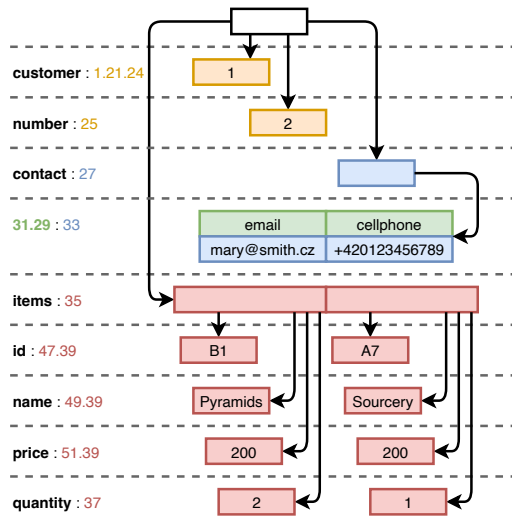 customer : 1.21.24 1
number : 25 2
contact : 27
31.29 : 33 email cellphone
mary@smith.cz +420123456789
items : 35
id : 47.39 B1 A7
name : 49.39 Pyramids Sourcery
price : 51.39 200 200
quantity : 37 2 1